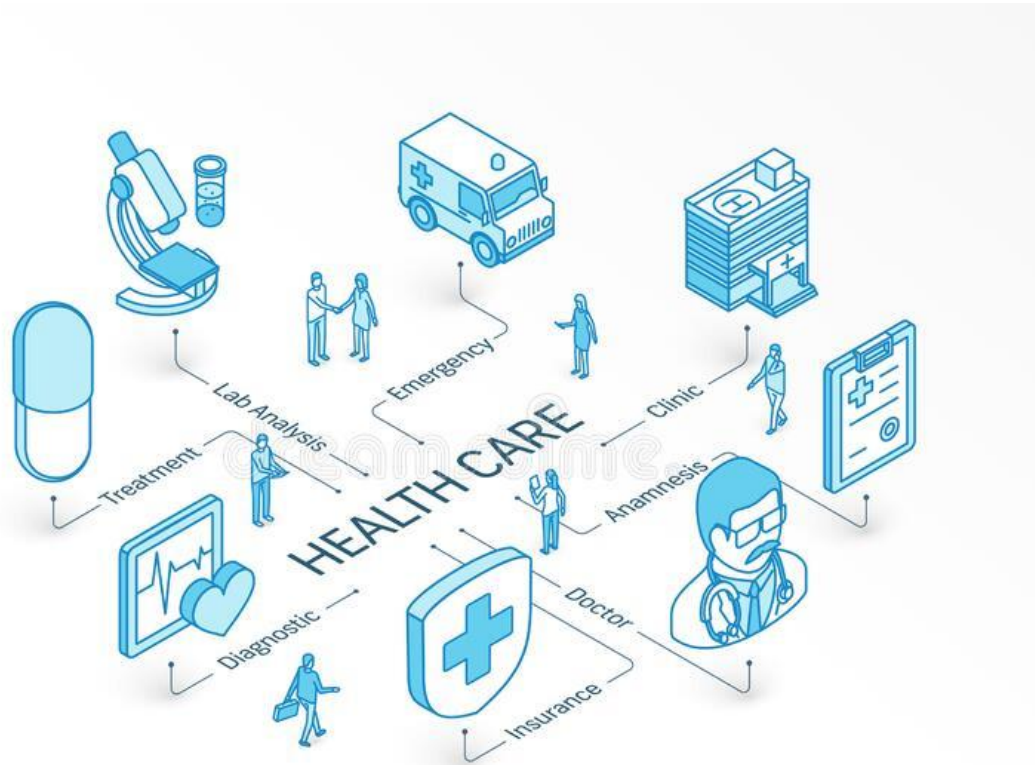 Lab Analysis
Emergency
Clinic
Treatment
HEALTH CARE
Anamnesis
Diagnostic
Doctor
Insurance
H